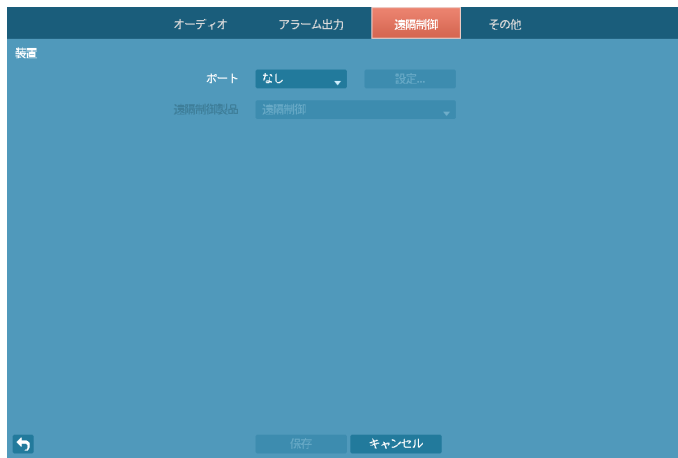 オーディオ アラーム出力 遠隔制御 その他
装置
ポート なし 設定...
遠隔制御製品 遠隔制御
保存 キャンセル